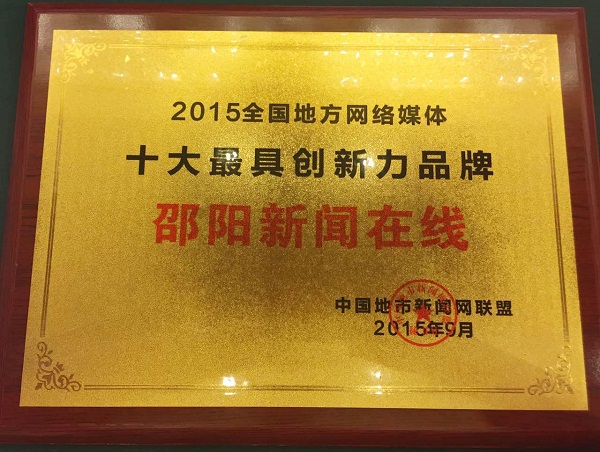 2015全国地方网络媒体
十大最具创新力品牌
邵阳新闻在线
中国地市新闻网联盟
2015年9月